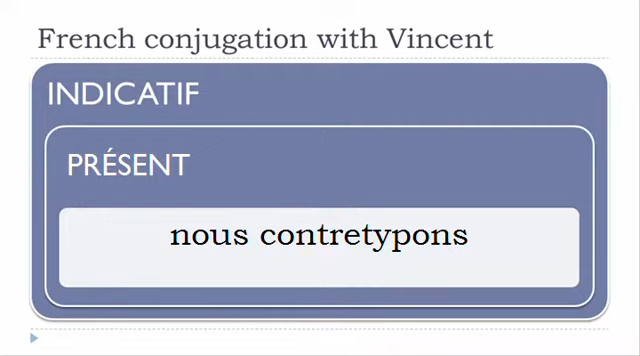 French conjugation with Vincent
INDICATIF
PRÉSENT
nous contretypons